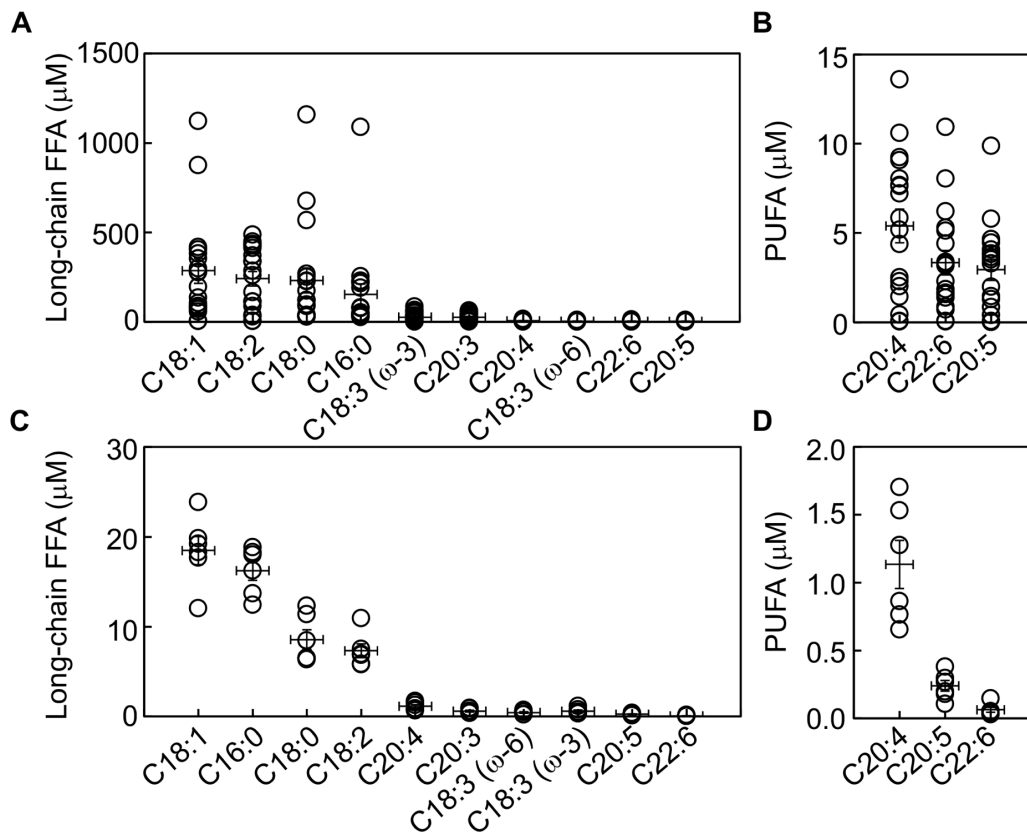 A
Long-chain FFA (μM)
1500
1000
500
0
C18:1
C18:2
C18:0
C16:0
C18:3 (ω-3)
C20:3
C20:4
C18:3 (ω-6)
C22:6
C20:5
B
PUFA (μM)
15
10
5
0
C20:4
C22:6
C20:5
C
Long-chain FFA (μM)
30
20
10
0
C18:1
C16:0
C18:0
C18:2
C20:4
C20:3
C18:3 (ω-6)
C18:3 (ω-3)
C20:5
C22:6
D
PUFA (μM)
2.0
1.5
1.0
0.5
0.0
C20:4
C20:5
C22:6